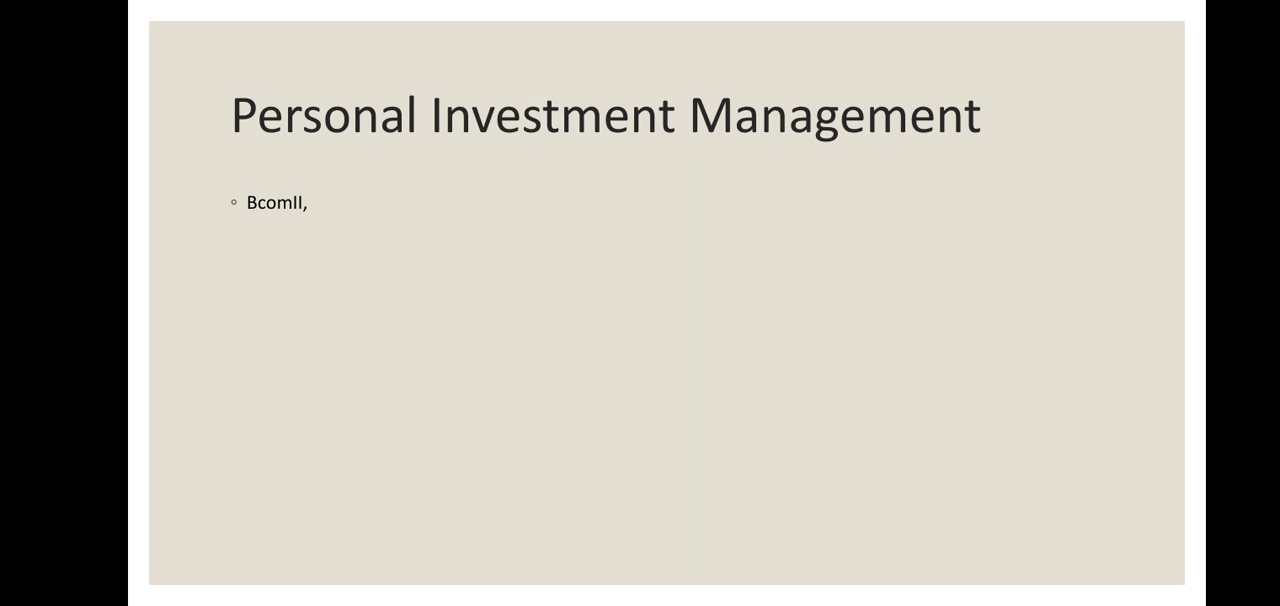 Personal Investment Management
◦ BcomII,